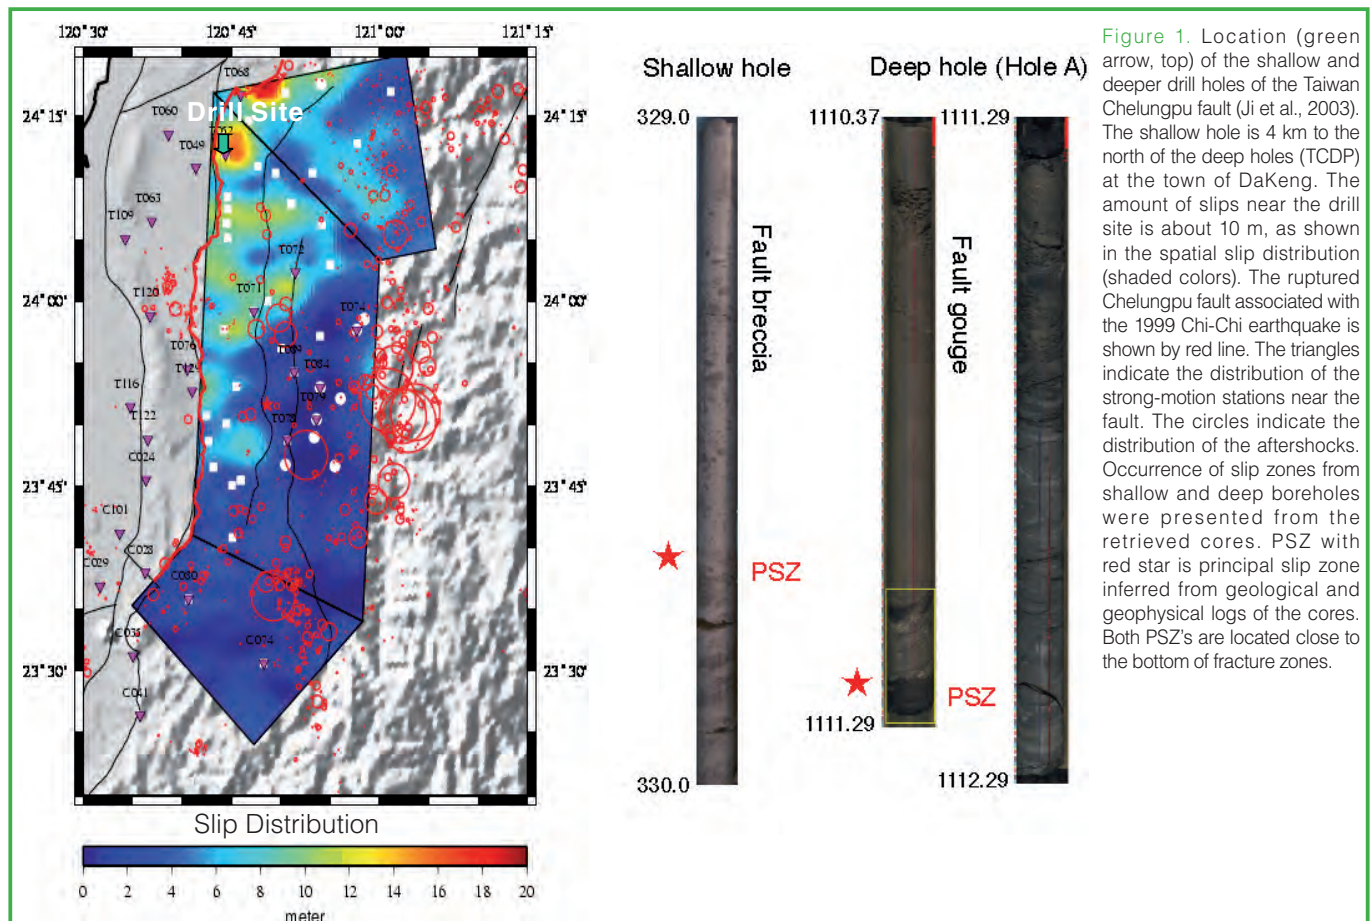 120°30'
120°45'
121°00'
121°15'
24°15'
24°00'
23°45'
23°30'
24°15'
24°00'
23°45'
23°30'
T068
T060
Drill Site
T049
T063
T109
T072
T120
T071
T074
T076
T089
T129
T084
T116
T079
T122
T078
C024
C101
C028
C029
C080
C074
C035
C041
Slip Distribution
0 2 4 6 8 10 12 14 16 18 20
meter
Shallow hole
329.0
Fault breccia
PSZ
330.0
Deep hole (Hole A)
1110.37
1111.29
Fault gouge
PSZ
1111.29
1112.29
Figure 1. Location (green
arrow, top) of the shallow and
deeper drill holes of the Taiwan
Chelungpu fault (Ji et al., 2003).
The shallow hole is 4 km to the
north of the deep holes (TCDP)
at the town of DaKeng. The
amount of slips near the drill
site is about 10 m, as shown
in the spatial slip distribution
(shaded colors). The ruptured
Chelungpu fault associated with
the 1999 Chi-Chi earthquake is
shown by red line. The triangles
indicate the distribution of the
strong-motion stations near the
fault. The circles indicate the
distribution of the aftershocks.
Occurrence of slip zones from
shallow and deep boreholes
were presented from the
retrieved cores. PSZ with
red star is principal slip zone
inferred from geological and
geophysical logs of the cores.
Both PSZ's are located close to
the bottom of fracture zones.